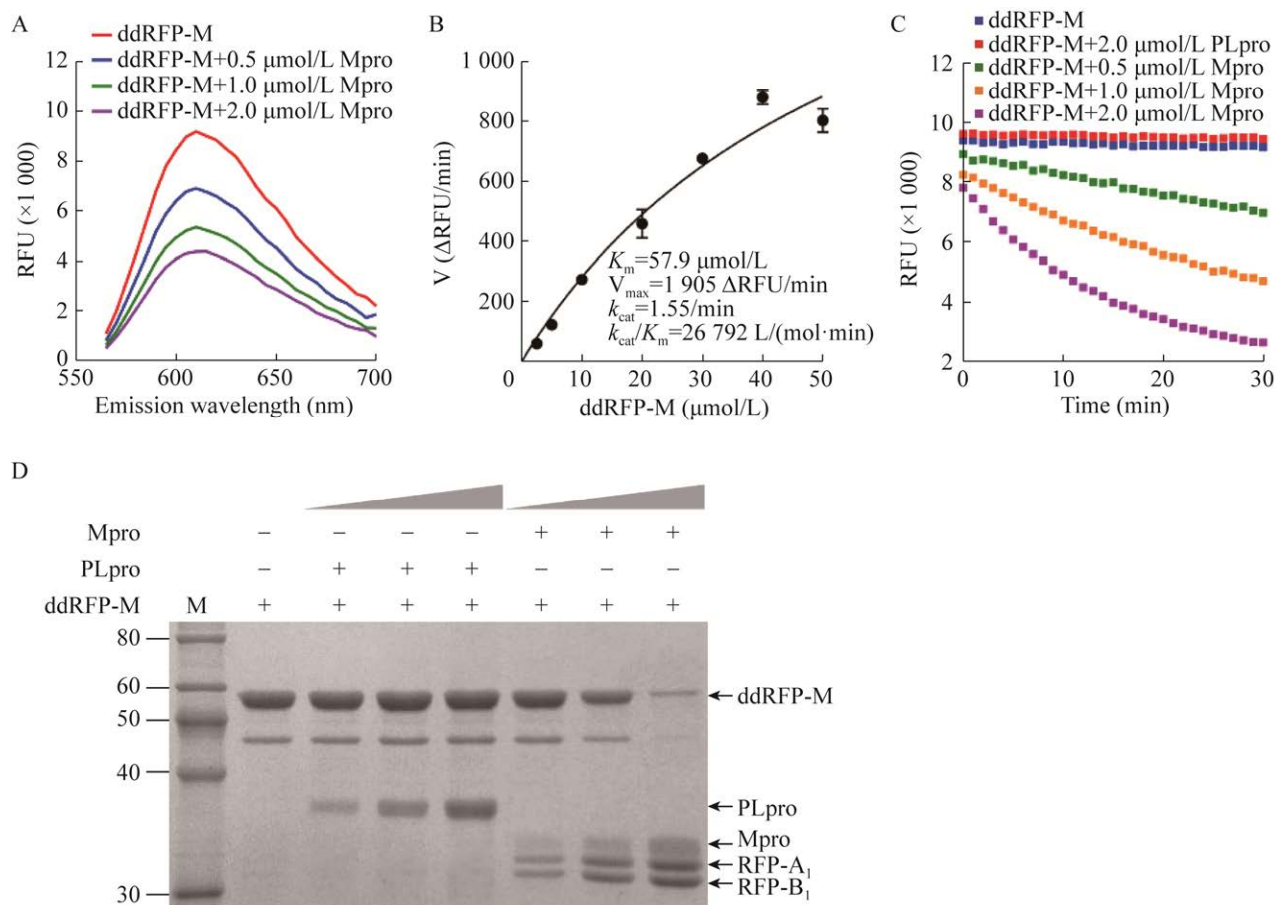 A
ddRFP-M
ddRFP-M+0.5 μmol/L Mpro
ddRFP-M+1.0 μmol/L Mpro
ddRFP-M+2.0 μmol/L Mpro
RFU (×1 000)
12
10
8
6
4
2
0
550
600
650
700
Emission wavelength (nm)
B
V (ΔRFU/min)
1 000
800
600
400
200
Km=57.9 μmol/L
Vmax=1 905 ΔRFU/min
kcat=1.55/min
kcat/Km=26 792 L/(mol·min)
0
10
20
30
40
50
ddRFP-M (μmol/L)
C
ddRFP-M
ddRFP-M+2.0 μmol/L PLpro
ddRFP-M+0.5 μmol/L Mpro
ddRFP-M+1.0 μmol/L Mpro
ddRFP-M+2.0 μmol/L Mpro
RFU (×1 000)
12
10
8
6
4
2
0
10
20
30
Time (min)
D
Mpro – – – – + + +
PLpro – + + + – – –
ddRFP-M M + + + + + + +
80
60
50
40
30
ddRFP-M
PLpro
Mpro
RFP-A1
RFP-B1